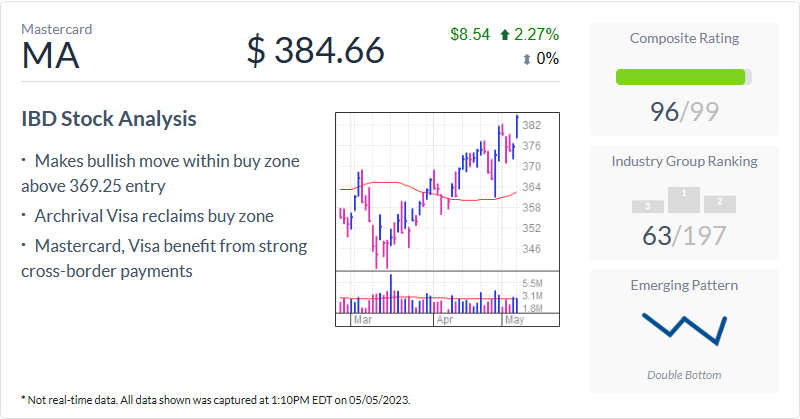 Mastercard
MA
$ 384.66
$8.54 2.27%
0%
IBD Stock Analysis
· Makes bullish move within buy zone
above 369.25 entry
· Archrival Visa reclaims buy zone
· Mastercard, Visa benefit from strong
cross-border payments
382
376
370
364
358
352
346
5.5M
3.1M
1.8M
Mar Apr May
Composite Rating
96/99
Industry Group Ranking
3 1 2
63/197
Emerging Pattern
Double Bottom
* Not real-time data. All data shown was captured at 1:10PM EDT on 05/05/2023.